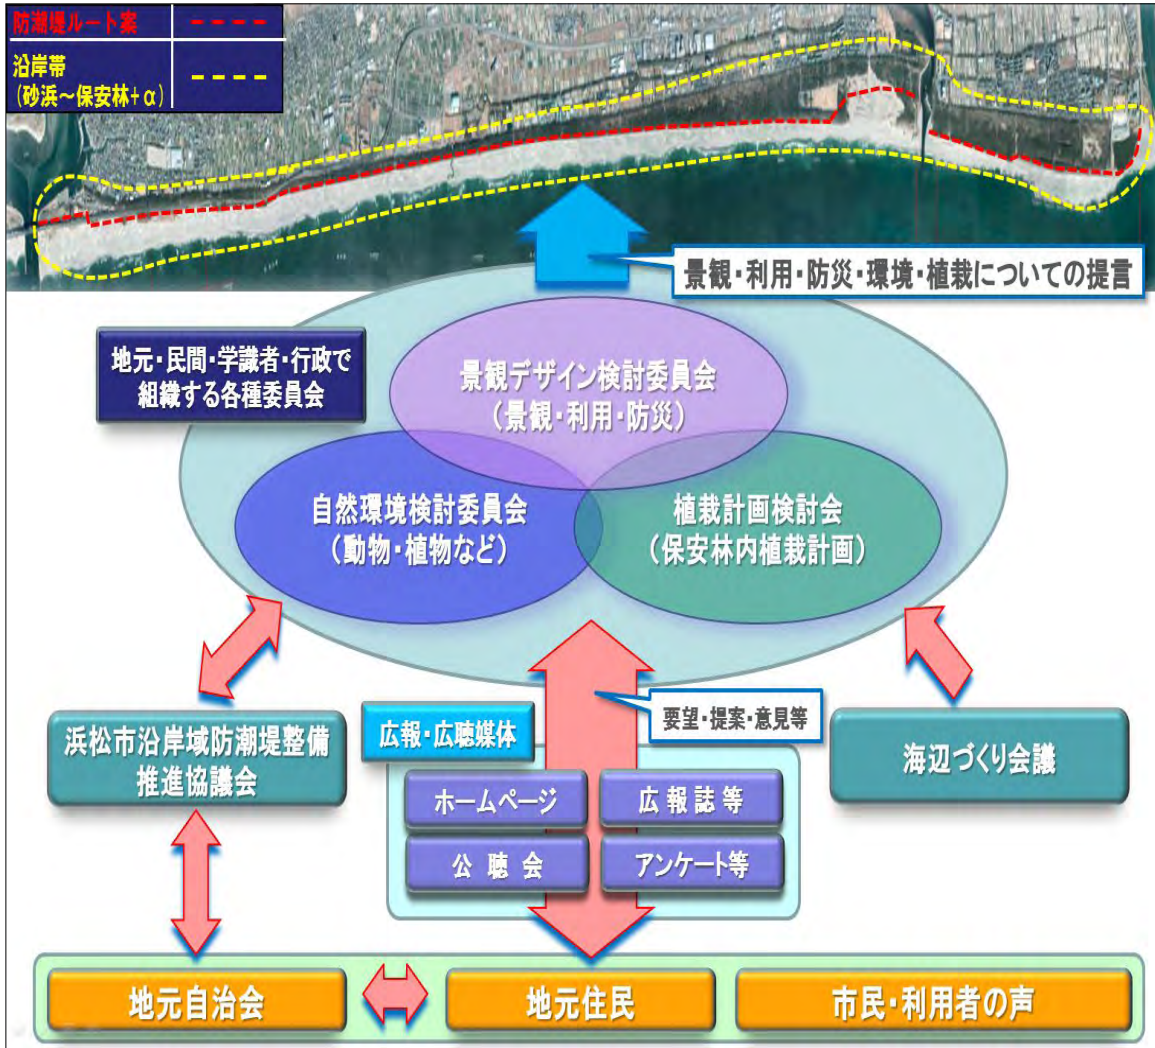 防潮堤ルート案
沿岸帯
(砂浜～保安林+α)
景観・利用・防災・環境・植栽についての提言
地元・民間・学識者・行政で
組織する各種委員会
景観デザイン検討委員会
(景観・利用・防災)
自然環境検討委員会
(動物・植物など)
植栽計画検討会
(保安林内植栽計画)
浜松市沿岸域防潮堤整備
推進協議会
広報・広聴媒体
要望・提案・意見等
海辺づくり会議
ホームページ
広報誌等
公聴会
アンケート等
地元自治会
地元住民
市民・利用者の声